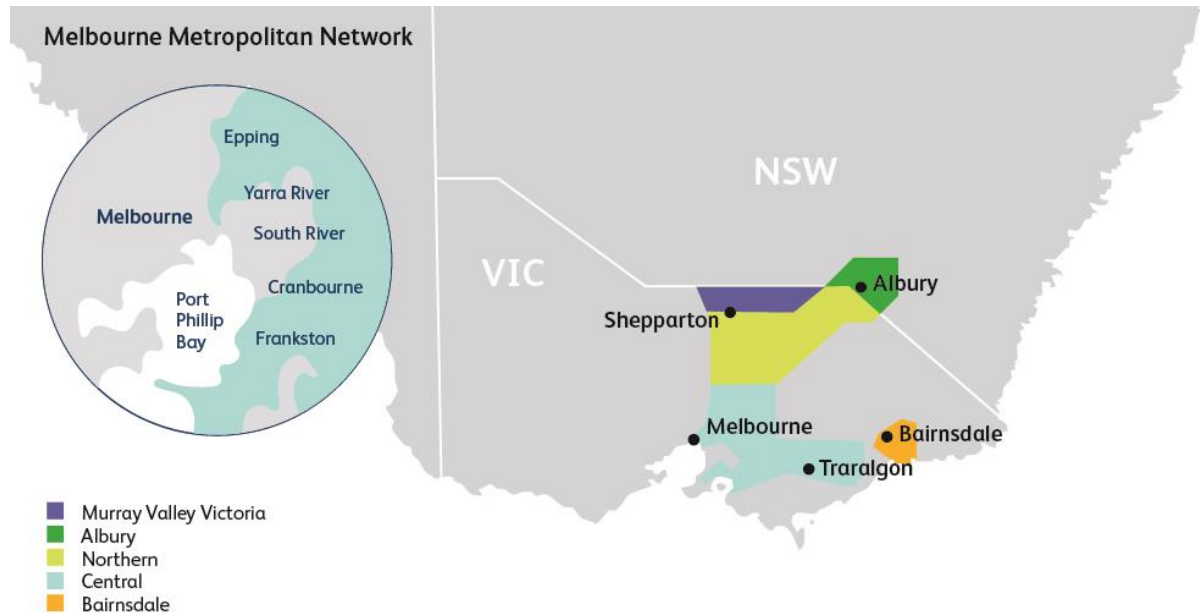 Melbourne Metropolitan Network
Epping
Yarra River
Melbourne
South River
Cranbourne
Port
Phillip
Bay
Frankston
NSW
VIC
Albury
Shepparton
Melbourne
Bairnsdale
Traralgon
Murray Valley Victoria
Albury
Northern
Central
Bairnsdale